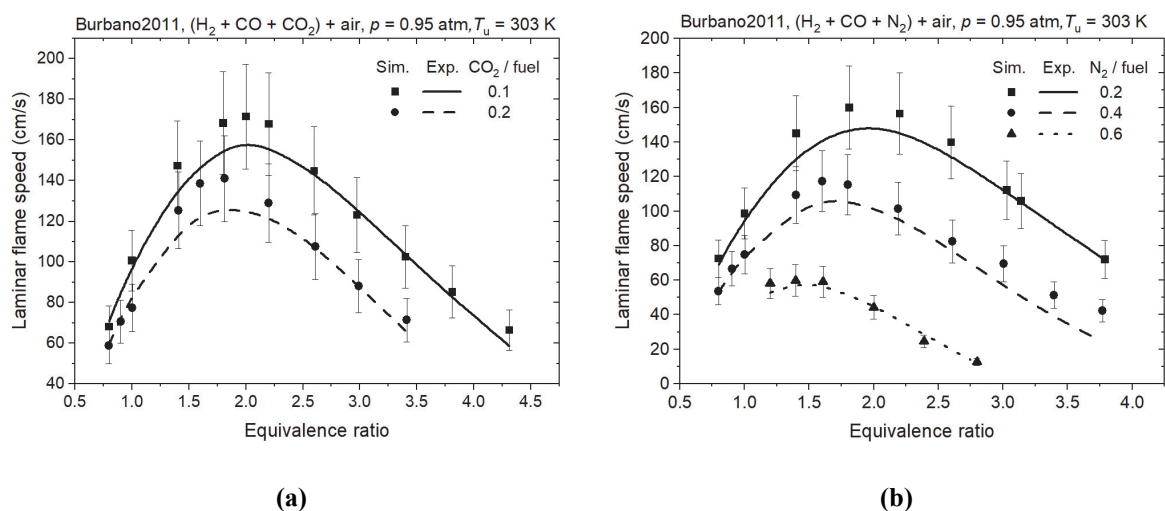 Burbano2011, (H₂ + CO + CO₂) + air, p = 0.95 atm, Tᵤ = 303 K
Sim. Exp. CO₂ / fuel
0.1
0.2
200
180
160
140
120
100
80
60
40
Laminar flame speed (cm/s)
0.5 1.0 1.5 2.0 2.5 3.0 3.5 4.0 4.5
Equivalence ratio
(a)
Burbano2011, (H₂ + CO + N₂) + air, p = 0.95 atm, Tᵤ = 303 K
Sim. Exp. N₂ / fuel
0.2
0.4
0.6
200
180
160
140
120
100
80
60
40
20
0
Laminar flame speed (cm/s)
0.5 1.0 1.5 2.0 2.5 3.0 3.5 4.0
Equivalence ratio
(b)